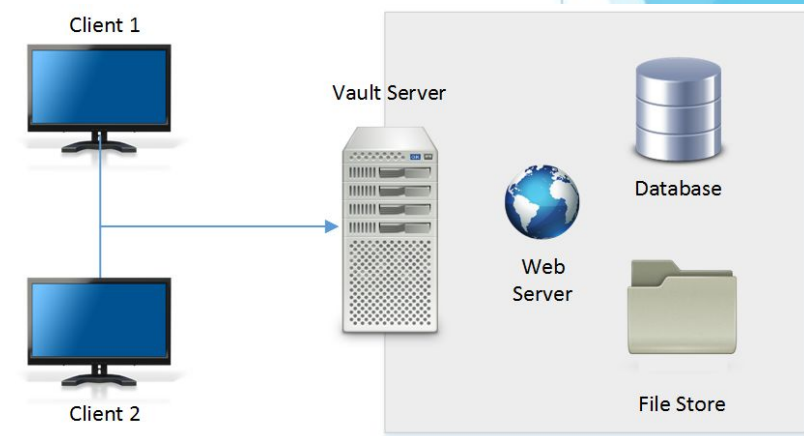 Client 1
Vault Server
Database
Web
Server
File Store
Client 2